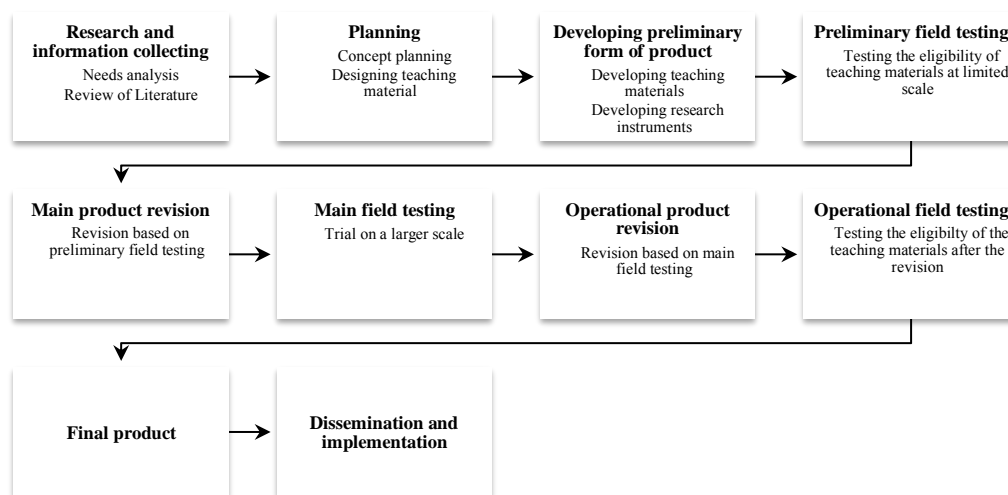 Research and
information collecting
Needs analysis
Review of Literature
Planning
Concept planning
Designing teaching
material
Developing preliminary
form of product
Developing teaching
materials
Developing research
instruments
Preliminary field testing
Testing the eligibility of
teaching materials at limited
scale
Main product revision
Revision based on
preliminary field testing
Main field testing
Trial on a larger scale
Operational product
revision
Revision based on main
field testing
Operational field testing
Testing the eligibilty of the
teaching materials after the
revision
Final product
Dissemination and
implementation